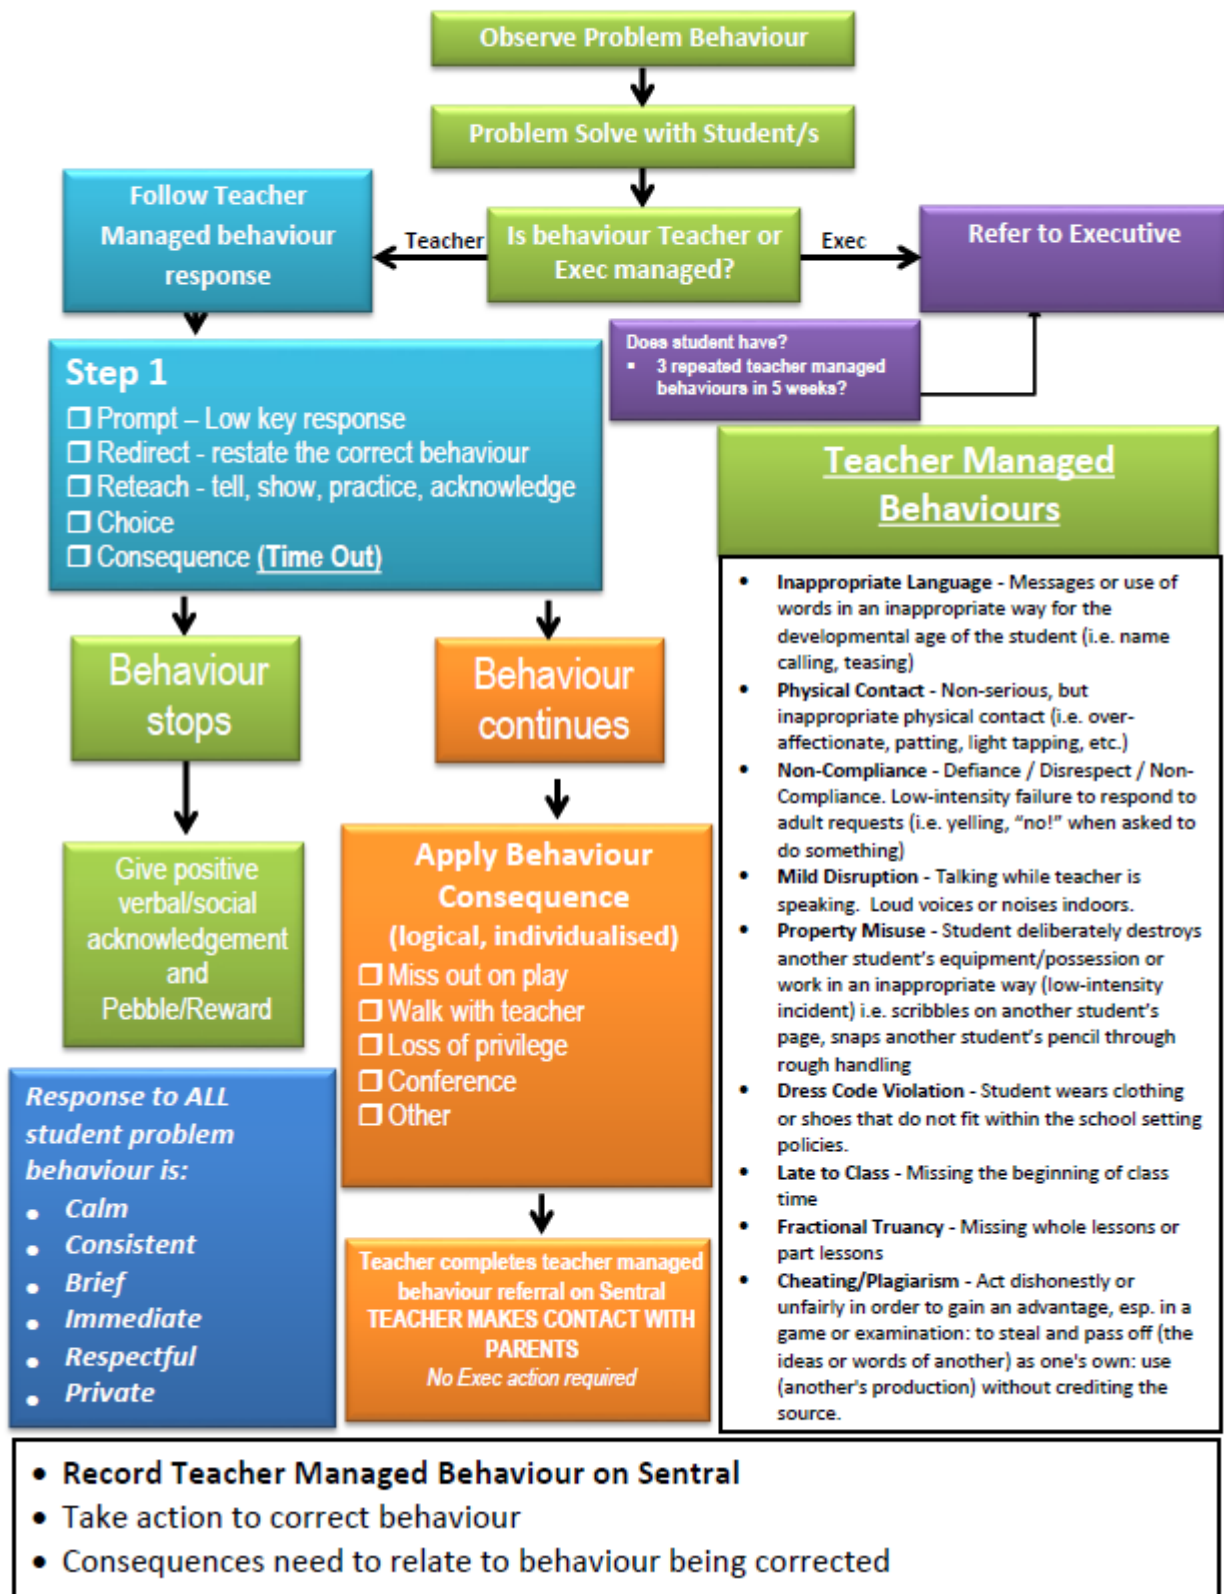 Observe Problem Behaviour
Problem Solve with Student/s
Follow Teacher
Managed behaviour
response
Teacher
Is behaviour Teacher or
Exec managed?
Exec
Refer to Executive
Does student have?
▪ 3 repeated teacher managed
behaviours in 5 weeks?
Step 1
❒ Prompt – Low key response
❒ Redirect - restate the correct behaviour
❒ Reteach - tell, show, practice, acknowledge
❒ Choice
❒ Consequence (Time Out)
Behaviour
stops
Behaviour
continues
Give positive
verbal/social
acknowledgement
and
Pebble/Reward
Apply Behaviour
Consequence
(logical, individualised)
❒ Miss out on play
❒ Walk with teacher
❒ Loss of privilege
❒ Conference
❒ Other
Response to ALL
student problem
behaviour is:
• Calm
• Consistent
• Brief
• Immediate
• Respectful
• Private
Teacher completes teacher managed
behaviour referral on Sentral
TEACHER MAKES CONTACT WITH
PARENTS
No Exec action required
Teacher Managed
Behaviours
• Inappropriate Language - Messages or use of
words in an inappropriate way for the
developmental age of the student (i.e. name
calling, teasing)
• Physical Contact - Non-serious, but
inappropriate physical contact (i.e. over-
affectionate, patting, light tapping, etc.)
• Non-Compliance - Defiance / Disrespect / Non-
Compliance. Low-intensity failure to respond to
adult requests (i.e. yelling, “no!” when asked to
do something)
• Mild Disruption - Talking while teacher is
speaking. Loud voices or noises indoors.
• Property Misuse - Student deliberately destroys
another student’s equipment/possession or
work in an inappropriate way (low-intensity
incident) i.e. scribbles on another student’s
page, snaps another student’s pencil through
rough handling
• Dress Code Violation - Student wears clothing
or shoes that do not fit within the school setting
policies.
• Late to Class - Missing the beginning of class
time
• Fractional Truancy - Missing whole lessons or
part lessons
• Cheating/Plagiarism - Act dishonestly or
unfairly in order to gain an advantage, esp. in a
game or examination: to steal and pass off (the
ideas or words of another) as one's own: use
(another's production) without crediting the
source.
• Record Teacher Managed Behaviour on Sentral
• Take action to correct behaviour
• Consequences need to relate to behaviour being corrected